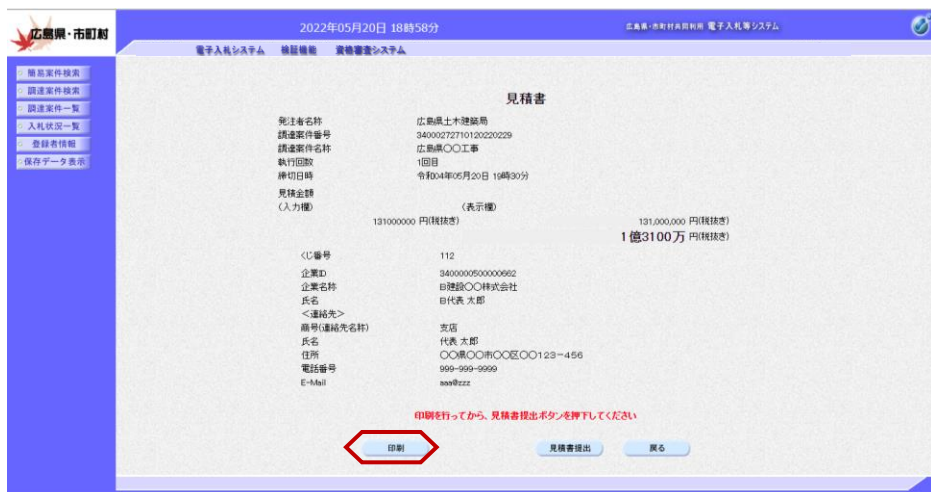 広島県・市町村
2022年05月20日 18時58分
広島県・市町村共同利用 電子入札等システム
電子入札システム 検証機能 資格審査システム
簡易案件検索
調達案件検索
調達案件一覧
入札状況一覧
登録者情報
保存データ表示
見積書
発注者名称 広島県土木建築局
調達案件番号 34000272710120220229
調達案件名称 広島県〇〇工事
執行回数 1回目
締切日時 令和04年05月20日 19時30分
見積金額
(入力欄) (表示欄)
131000000 円(税抜き) 131,000,000 円(税抜き)
1億3100万 円(税抜き)
くじ番号 112
企業ID 3400000500000662
企業名称 B建設〇〇株式会社
氏名 B代表 太郎
<連絡先>
商号(連絡先名称) 支店
氏名 代表 太郎
住所 〇〇県〇〇市〇〇区〇〇123-456
電話番号 999-999-9999
E-Mail aaa@zzz
印刷を行ってから、見積書提出ボタンを押下してください
印刷 見積書提出 戻る